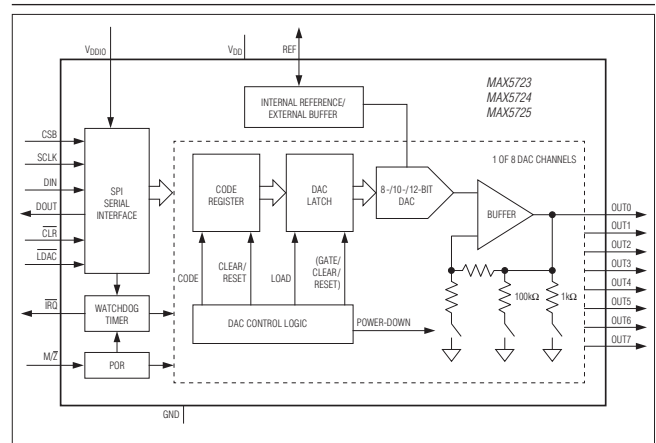 VDDIO
VDD
REF
MAX5723
MAX5724
MAX5725
INTERNAL REFERENCE/
EXTERNAL BUFFER
CSB
SCLK
DIN
DOUT
CLR
LDAC
IRQ
M/Z
SPI
SERIAL
INTERFACE
WATCHDOG
TIMER
POR
1 OF 8 DAC CHANNELS
CODE
REGISTER
DAC
LATCH
8-/10-/12-BIT
DAC
BUFFER
CODE
CLEAR/
RESET
LOAD
(GATE/
CLEAR/
RESET)
100kΩ
1kΩ
DAC CONTROL LOGIC
POWER-DOWN
OUT0
OUT1
OUT2
OUT3
OUT4
OUT5
OUT6
OUT7
GND